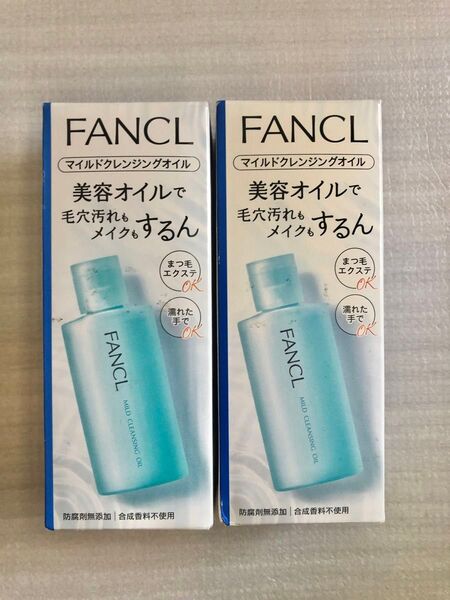 FANCL
マイルドクレンジングオイル
美容オイルで
毛穴汚れも
メイクも するん
まつ毛
エクステ
OK
濡れた
手で
OK
FANCL
MILD CLEANSING OIL
防腐剤無添加 | 合成香料不使用
FANCL
マイルドクレンジングオイル
美容オイルで
毛穴汚れも
メイクも するん
まつ毛
エクステ
OK
濡れた
手で
OK
FANCL
MILD CLEANSING OIL
防腐剤無添加 | 合成香料不使用